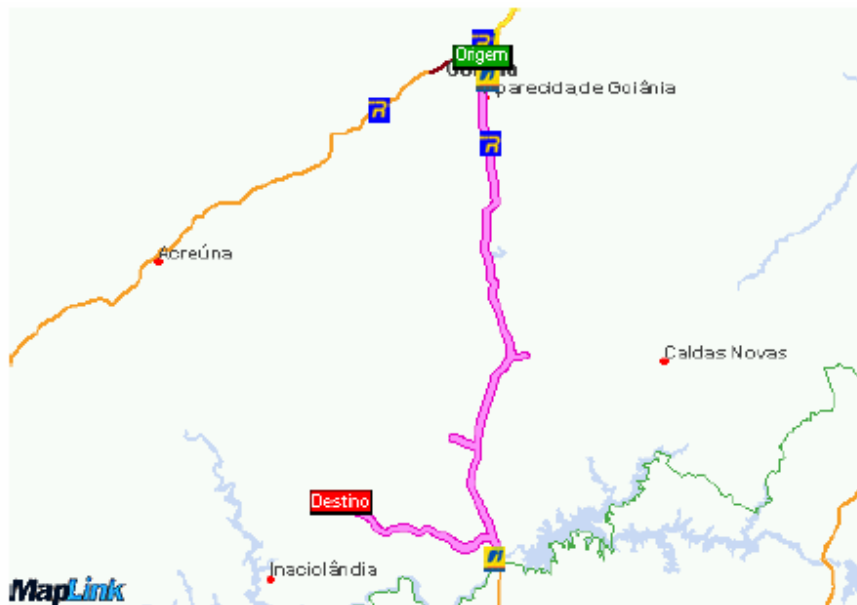 Origem
parecida de Goiânia
Acreúna
Caldas Novas
Destino
Inaciolândia
MapLink